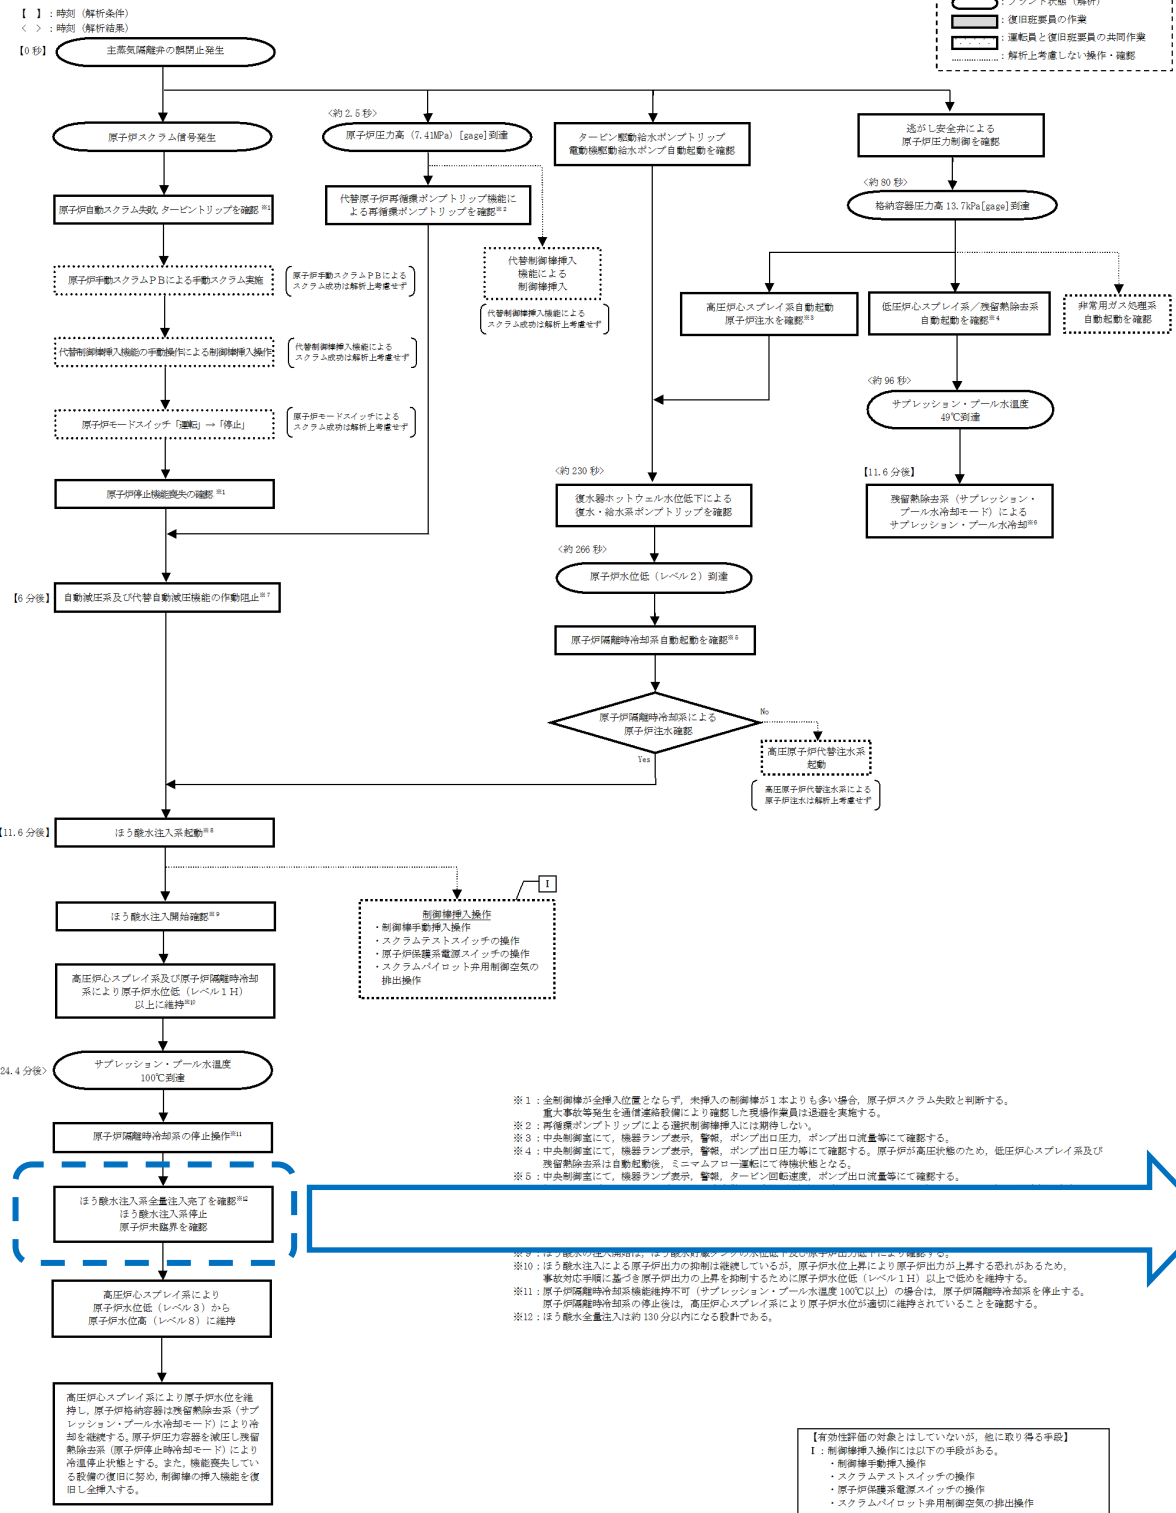 【　】：時刻（解析条件）
〈　〉：時刻（解析結果）
：プラント状態（解析）
：復旧班要員の作業
：運転員と復旧班要員の共同作業
：解析上考慮しない操作・確認
【0秒】
主蒸気隔離弁の誤閉止発生
原子炉スクラム信号発生
〈約2.5秒〉
原子炉圧力高（7.41MPa）[gage]到達
タービン駆動給水ポンプトリップ
電動機駆動給水ポンプ自動起動を確認
逃がし安全弁による
原子炉圧力制御を確認
原子炉自動スクラム失敗，タービントリップを確認 ※1
代替原子炉再循環ポンプトリップ機能に
よる再循環ポンプトリップを確認※2
〈約80秒〉
格納容器圧力高13.7kPa[gage]到達
代替制御棒挿入
機能による
制御棒挿入
代替制御棒挿入機能による
スクラム成功は解析上考慮せず
原子炉手動スクラムＰＢによる手動スクラム実施
原子炉手動スクラムＰＢによる
スクラム成功は解析上考慮せず
高圧炉心スプレイ系自動起動
原子炉注水を確認※3
低圧炉心スプレイ系／残留熱除去系
自動起動を確認※4
非常用ガス処理系
自動起動を確認
代替制御棒挿入機能の手動操作による制御棒挿入操作
代替制御棒挿入機能による
スクラム成功は解析上考慮せず
〈約96秒〉
サプレッション・プール水温度
49℃到達
原子炉モードスイッチ「運転」→「停止」
原子炉モードスイッチによる
スクラム成功は解析上考慮せず
原子炉停止機能喪失の確認 ※1
〈約230秒〉
復水器ホットウェル水位低下による
復水・給水系ポンプトリップを確認
【11.6分後】
残留熱除去系（サプレッション・
プール水冷却モード）による
サプレッション・プール水冷却※6
〈約266秒〉
原子炉水位低（レベル２）到達
【6分後】
自動減圧系及び代替自動減圧機能の作動阻止※7
原子炉隔離時冷却系自動起動を確認※5
原子炉隔離時冷却系による
原子炉注水確認
No
Yes
高圧原子炉代替注水系
起動
高圧原子炉代替注水系による
原子炉注水は解析上考慮せず
11.6分後】
ほう酸水注入系起動※8
Ⅰ
ほう酸水注入開始確認※9
制御棒挿入操作
・制御棒手動挿入操作
・スクラムテストスイッチの操作
・原子炉保護系電源スイッチの操作
・スクラムパイロット弁用制御空気の
排出操作
高圧炉心スプレイ系及び原子炉隔離時冷却
系により原子炉水位低（レベル１Ｈ）
以上に維持※10
24.4分後〉
サプレッション・プール水温度
100℃到達
原子炉隔離時冷却系の停止操作※11
ほう酸水注入系全量注入完了を確認※12
ほう酸水注入系停止
原子炉未臨界を確認
高圧炉心スプレイ系により
原子炉水位低（レベル３）から
原子炉水位高（レベル８）に維持
高圧炉心スプレイ系により原子炉水位を維
持し，原子炉格納容器は残留熱除去系（サプ
レッション・プール水冷却モード）により冷
却を継続する。原子炉圧力容器を減圧し残留
熱除去系（原子炉停止時冷却モード）により
冷温停止状態とする。また，機能喪失してい
る設備の復旧に努め，制御棒の挿入機能を復
旧し全挿入する。
※１：全制御棒が全挿入位置とならず，未挿入の制御棒が１本よりも多い場合，原子炉スクラム失敗と判断する。
重大事故等発生を通信連絡設備により確認した現場作業員は退避を実施する。
※２：再循環ポンプトリップによる選択制御棒挿入には期待しない。
※３：中央制御室にて，機器ランプ表示，警報，ポンプ出口圧力，ポンプ出口流量等にて確認する。
※４：中央制御室にて，機器ランプ表示，警報，ポンプ出口圧力等にて確認する。原子炉が高圧状態のため，低圧炉心スプレイ系及び
残留熱除去系は自動起動後，ミニマムフロー運転にて待機状態となる。
※５：中央制御室にて，機器ランプ表示，警報，タービン回転速度，ポンプ出口流量等にて確認する。
※９：ほう酸水の注入開始は，ほう酸水貯蔵タンクの水位低下及び原子炉出力低下により確認する。
※10：ほう酸水注入による原子炉出力の抑制は継続しているが，原子炉水位上昇により原子炉出力が上昇する恐れがあるため，
事故対応手順に基づき原子炉出力の上昇を抑制するために原子炉水位低（レベル１Ｈ）以上で低めを維持する。
※11：原子炉隔離時冷却系機能維持不可（サプレッション・プール水温度100℃以上）の場合は，原子炉隔離時冷却系を停止する。
原子炉隔離時冷却系の停止後は，高圧炉心スプレイ系により原子炉水位が適切に維持されていることを確認する。
※12：ほう酸水全量注入は約130分以内になる設計である。
【有効性評価の対象とはしていないが，他に取り得る手段】
Ⅰ：制御棒挿入操作には以下の手段がある。
・制御棒手動挿入操作
・スクラムテストスイッチの操作
・原子炉保護系電源スイッチの操作
・スクラムパイロット弁用制御空気の排出操作